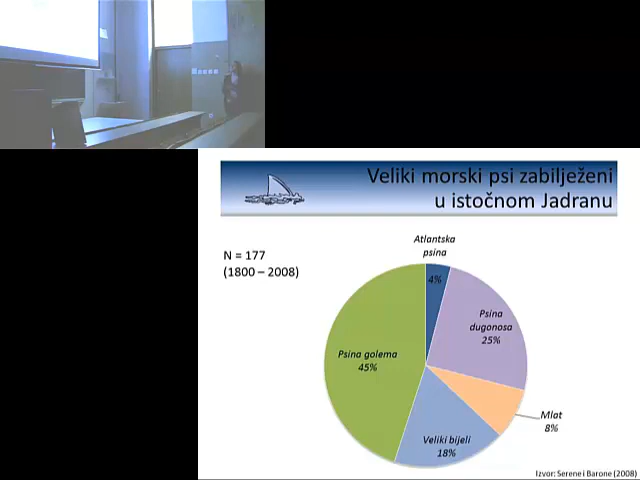 Veliki morski psi zabilježeni
u istočnom Jadranu
N = 177
(1800 – 2008)
Atlantska
psina
4%
Psina
dugonosa
25%
Psina golema
45%
Mlat
8%
Veliki bijeli
18%
Izvor: Serene i Barone (2008)